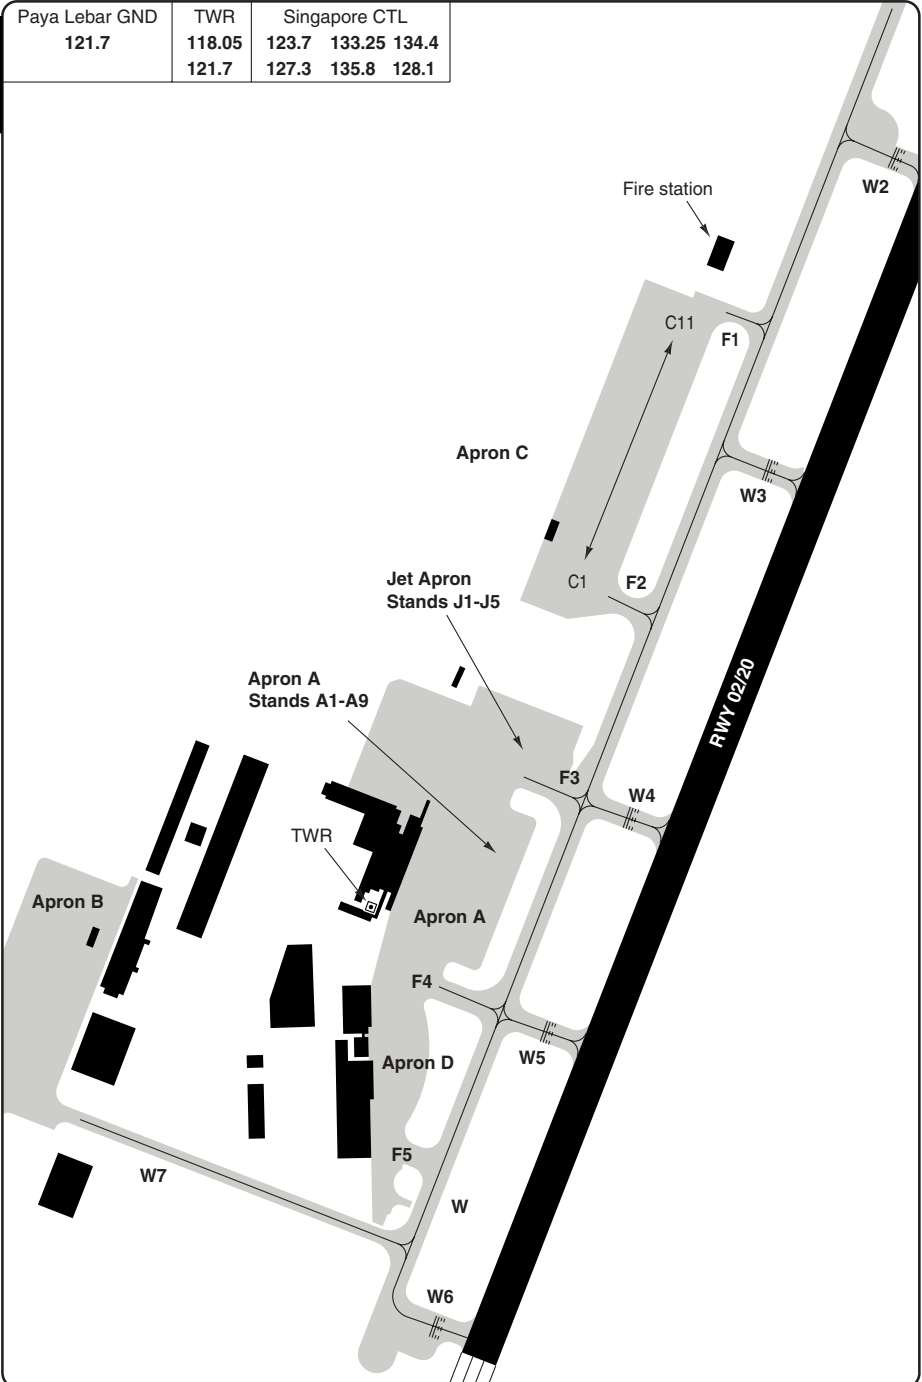 Paya Lebar GND
121.7
TWR
118.05
121.7
Singapore CTL
123.7 133.25 134.4
127.3 135.8 128.1
W2
Fire station
C11
F1
Apron C
W3
C1
F2
Jet Apron
Stands J1-J5
Apron A
Stands A1-A9
RWY 02/20
F3
W4
TWR
Apron B
Apron A
F4
W5
Apron D
F5
W7
W
W6